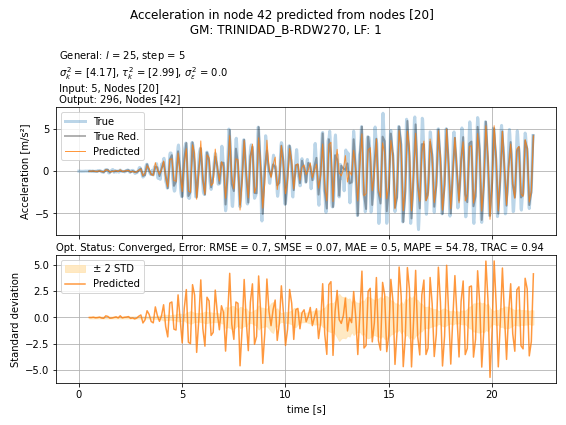 Acceleration in node 42 predicted from nodes [20]
GM: TRINIDAD_B-RDW270, LF: 1
General: l = 25, step = 5
σ²ₖ = [4.17], τ²ₖ = [2.99], σ²ₑ = 0.0
Input: 5, Nodes [20]
Output: 296, Nodes [42]
True
True Red.
Predicted
Acceleration [m/s²]
5
0
−5
Opt. Status: Converged, Error: RMSE = 0.7, SMSE = 0.07, MAE = 0.5, MAPE = 54.78, TRAC = 0.94
± 2 STD
Predicted
Standard deviation
5.0
2.5
0.0
−2.5
−5.0
0 5 10 15 20
time [s]